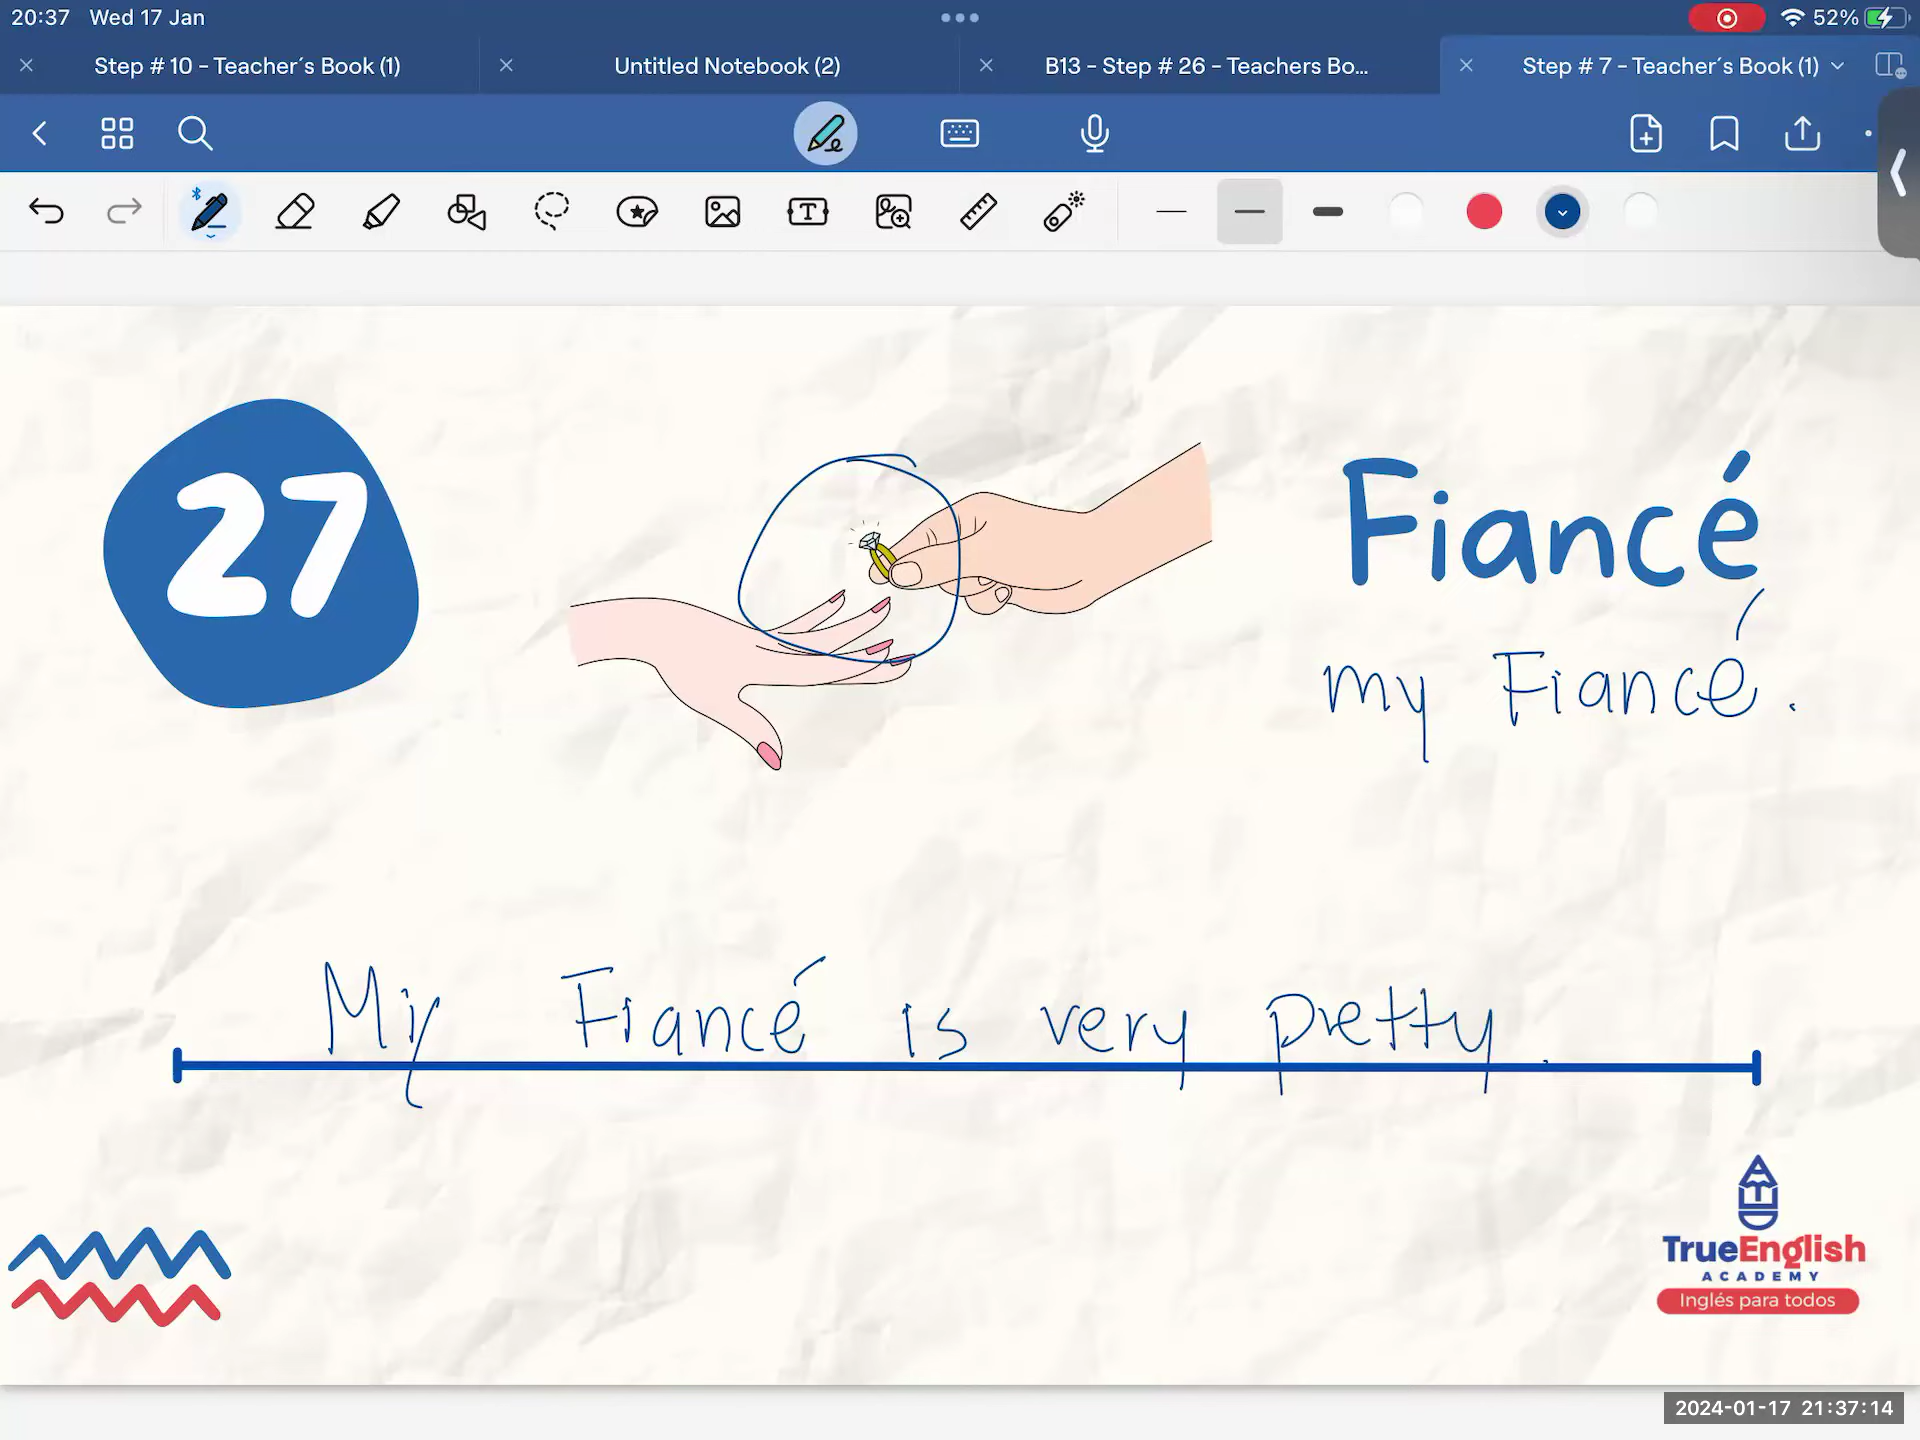 20:37 Wed 17 Jan
52%
Step # 10 - Teacher´s Book (1)
Untitled Notebook (2)
B13 - Step # 26 - Teachers Bo...
Step # 7 - Teacher´s Book (1)
27
Fiancé
my Fiancé.
My Fiancé is very pretty.
TrueEnglish
ACADEMY
Inglés para todos
2024-01-17 21:37:14